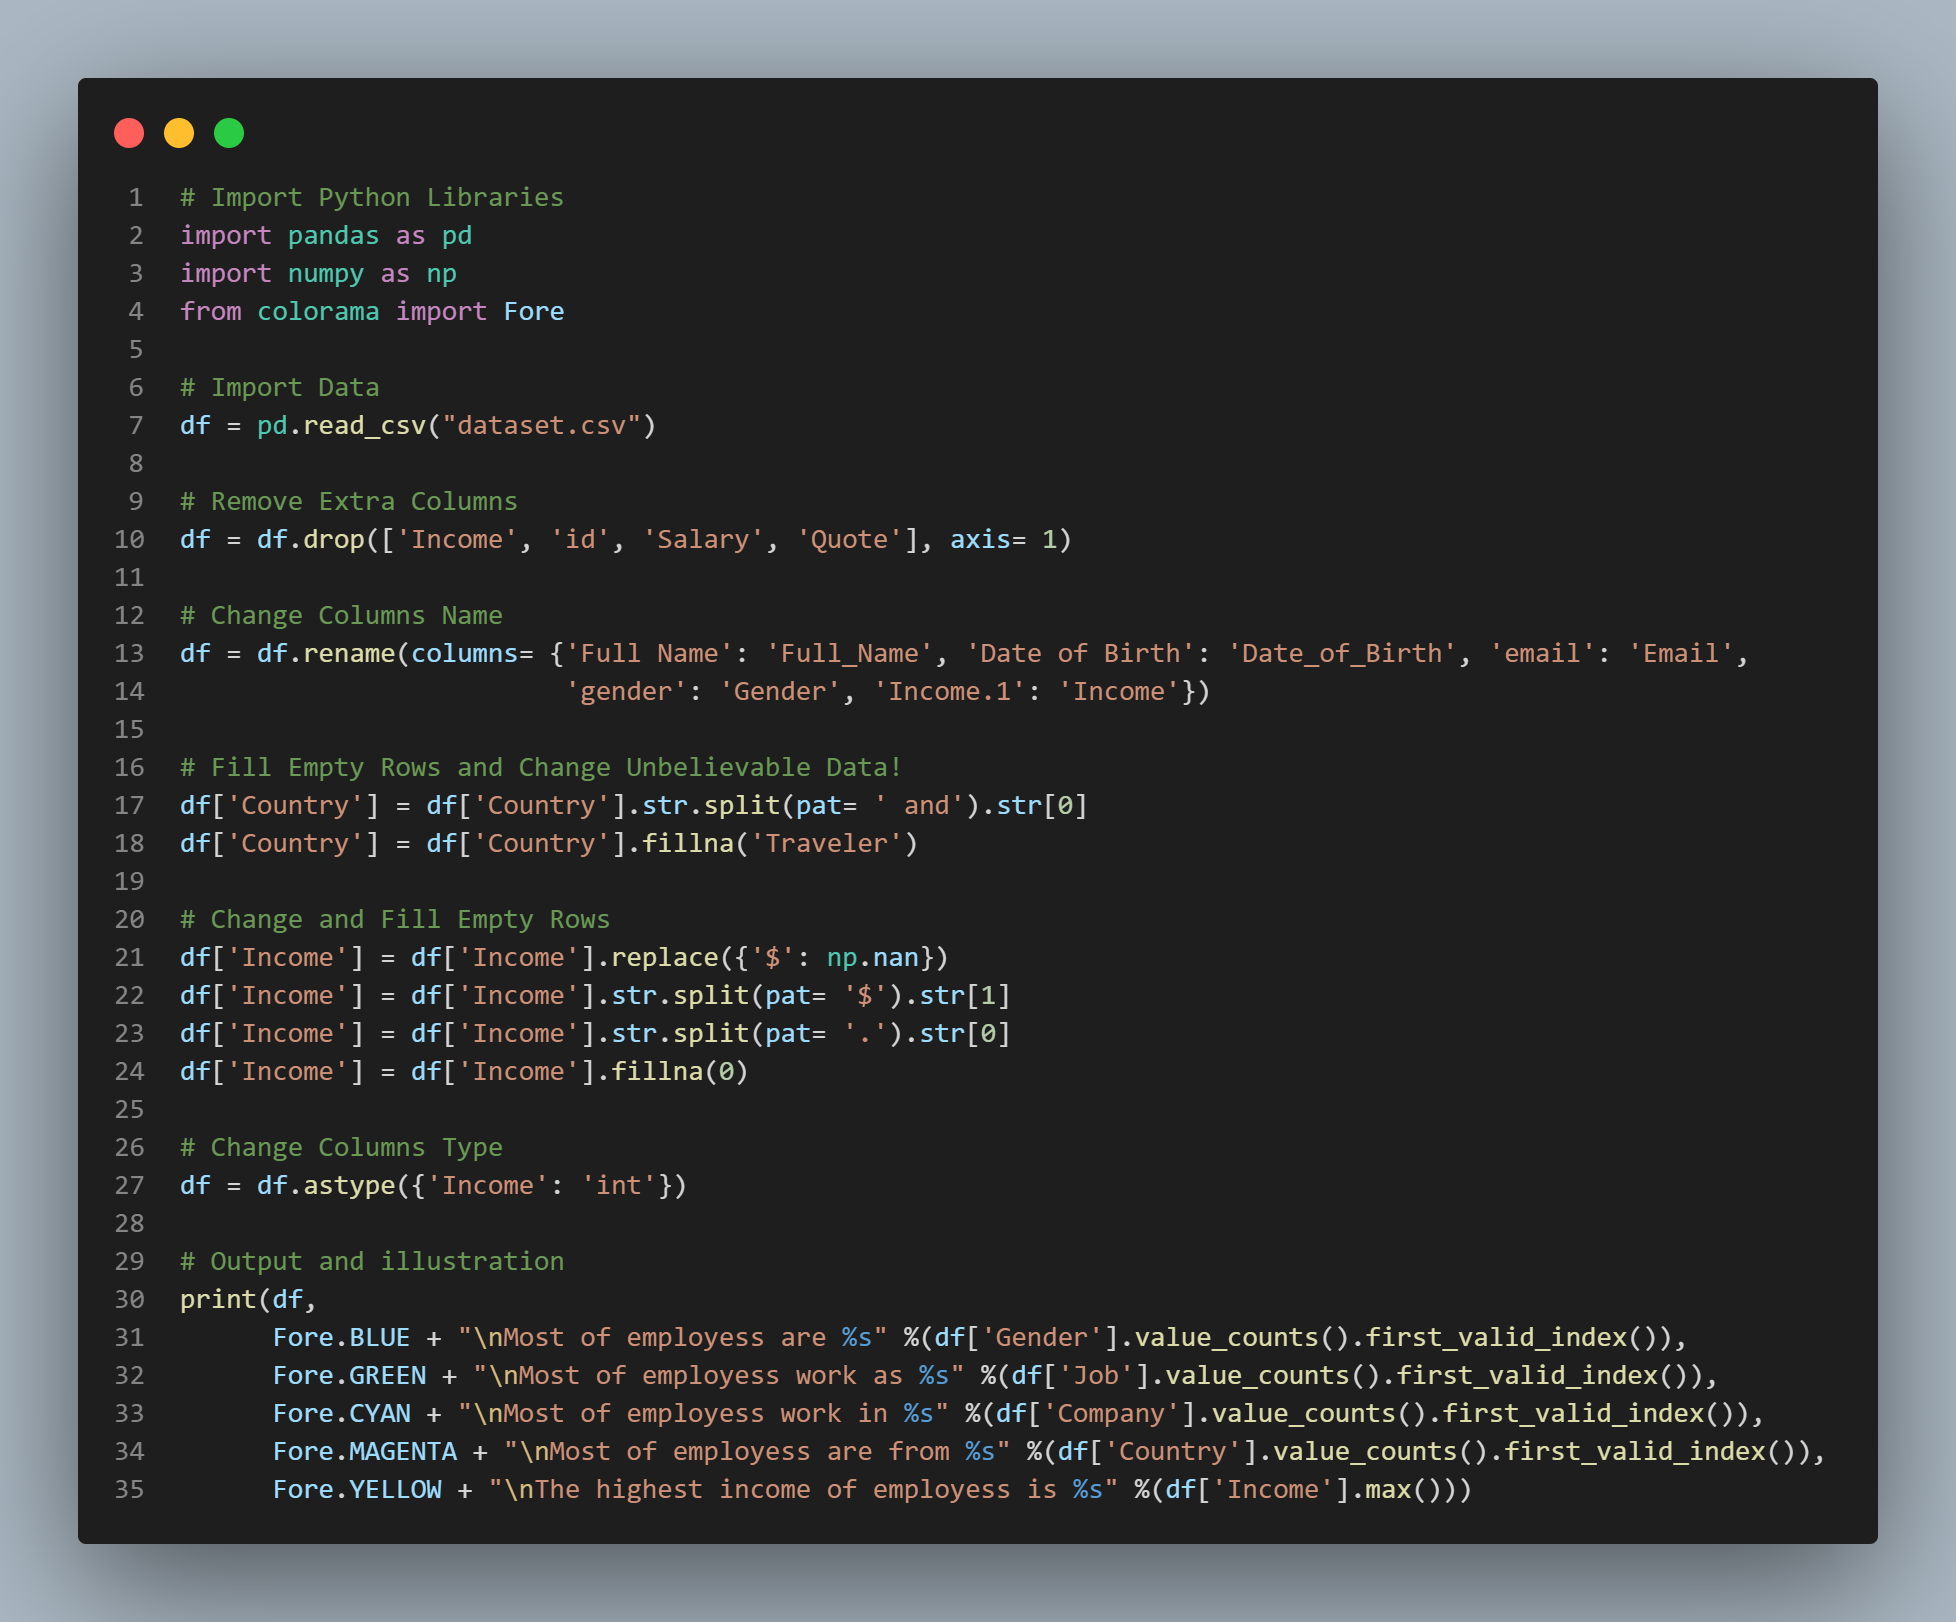 1 # Import Python Libraries
2 import pandas as pd
3 import numpy as np
4 from colorama import Fore
5
6 # Import Data
7 df = pd.read_csv("dataset.csv")
8
9 # Remove Extra Columns
10 df = df.drop(['Income', 'id', 'Salary', 'Quote'], axis= 1)
11
12 # Change Columns Name
13 df = df.rename(columns= {'Full Name': 'Full_Name', 'Date of Birth': 'Date_of_Birth', 'email': 'Email',
14                          'gender': 'Gender', 'Income.1': 'Income'})
15
16 # Fill Empty Rows and Change Unbelievable Data!
17 df['Country'] = df['Country'].str.split(pat= ' and').str[0]
18 df['Country'] = df['Country'].fillna('Traveler')
19
20 # Change and Fill Empty Rows
21 df['Income'] = df['Income'].replace({'$': np.nan})
22 df['Income'] = df['Income'].str.split(pat= '$').str[1]
23 df['Income'] = df['Income'].str.split(pat= '.').str[0]
24 df['Income'] = df['Income'].fillna(0)
25
26 # Change Columns Type
27 df = df.astype({'Income': 'int'})
28
29 # Output and illustration
30 print(df,
31       Fore.BLUE + "\nMost of employess are %s" %(df['Gender'].value_counts().first_valid_index()),
32       Fore.GREEN + "\nMost of employess work as %s" %(df['Job'].value_counts().first_valid_index()),
33       Fore.CYAN + "\nMost of employess work in %s" %(df['Company'].value_counts().first_valid_index()),
34       Fore.MAGENTA + "\nMost of employess are from %s" %(df['Country'].value_counts().first_valid_index()),
35       Fore.YELLOW + "\nThe highest income of employess is %s" %(df['Income'].max()))